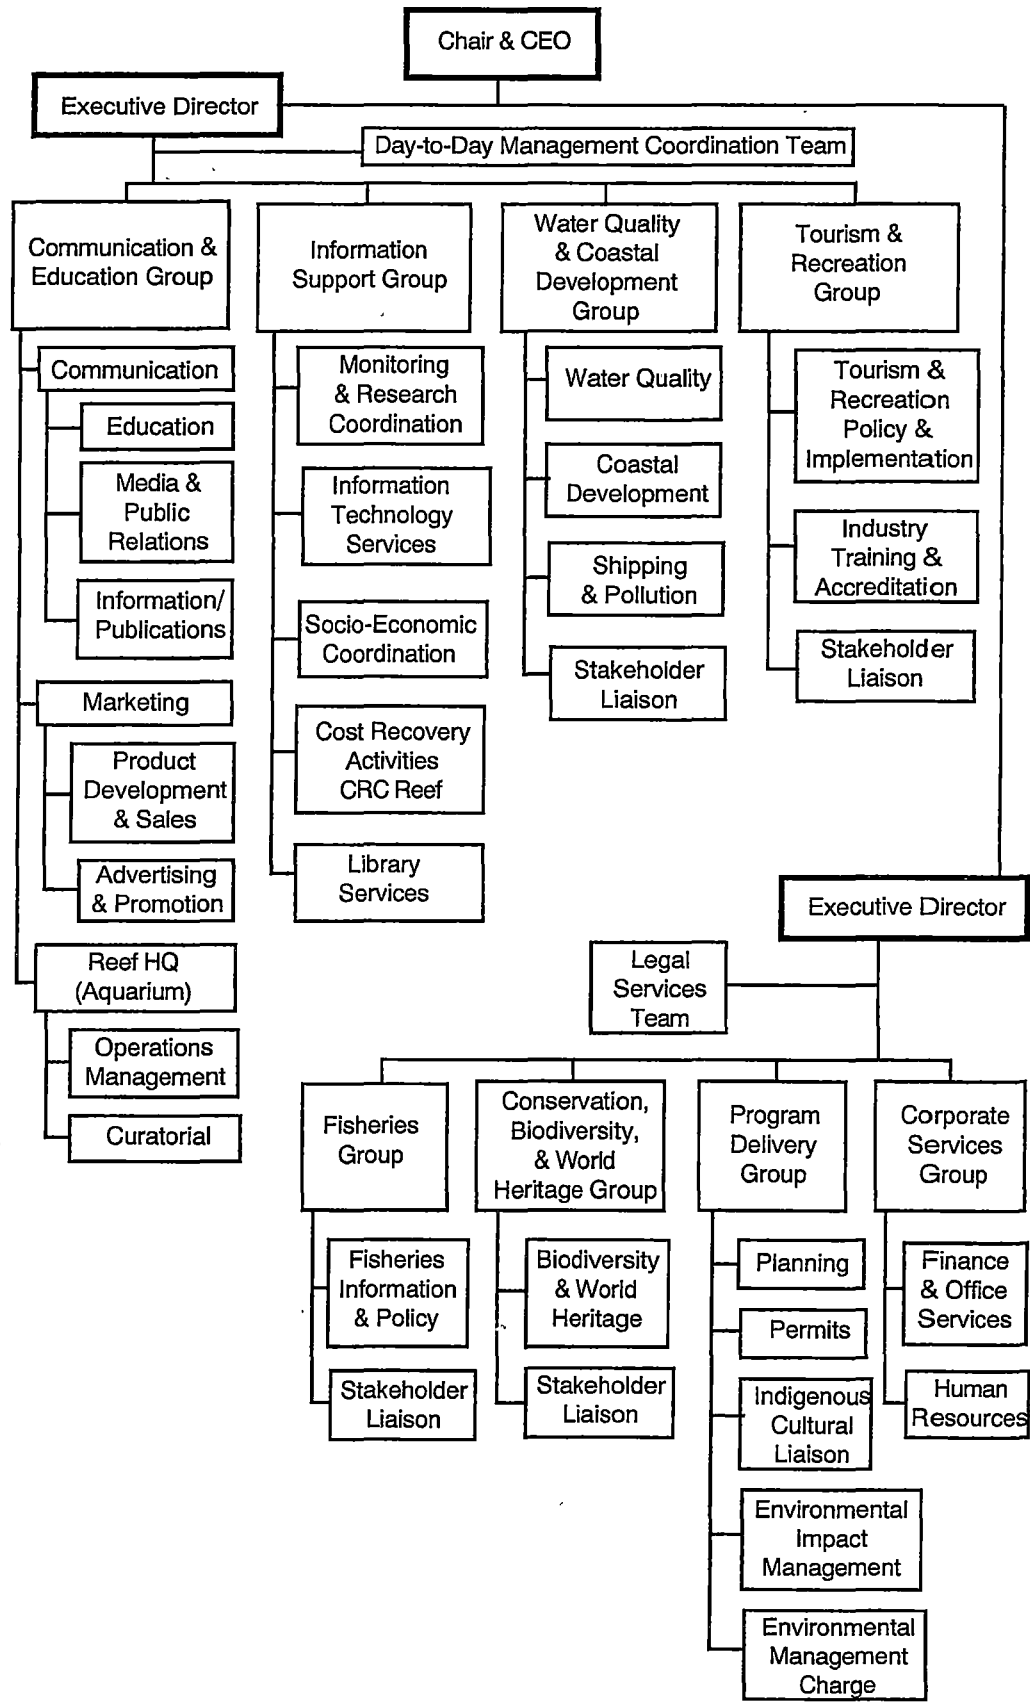 Chair & CEO
Executive Director
Day-to-Day Management Coordination Team
Communication &
Education Group
Communication
Education
Media &
Public
Relations
Information/
Publications
Marketing
Product
Development
& Sales
Advertising
& Promotion
Reef HQ
(Aquarium)
Operations
Management
Curatorial
Information
Support Group
Monitoring
& Research
Coordination
Information
Technology
Services
Socio-Economic
Coordination
Cost Recovery
Activities
CRC Reef
Library
Services
Water Quality
& Coastal
Development
Group
Water Quality
Coastal
Development
Shipping
& Pollution
Stakeholder
Liaison
Tourism &
Recreation
Group
Tourism &
Recreation
Policy &
Implementation
Industry
Training &
Accreditation
Stakeholder
Liaison
Executive Director
Legal
Services
Team
Fisheries
Group
Fisheries
Information
& Policy
Stakeholder
Liaison
Conservation,
Biodiversity,
& World
Heritage Group
Biodiversity
& World
Heritage
Stakeholder
Liaison
Program
Delivery
Group
Planning
Permits
Indigenous
Cultural
Liaison
Environmental
Impact
Management
Environmental
Management
Charge
Corporate
Services
Group
Finance
& Office
Services
Human
Resources